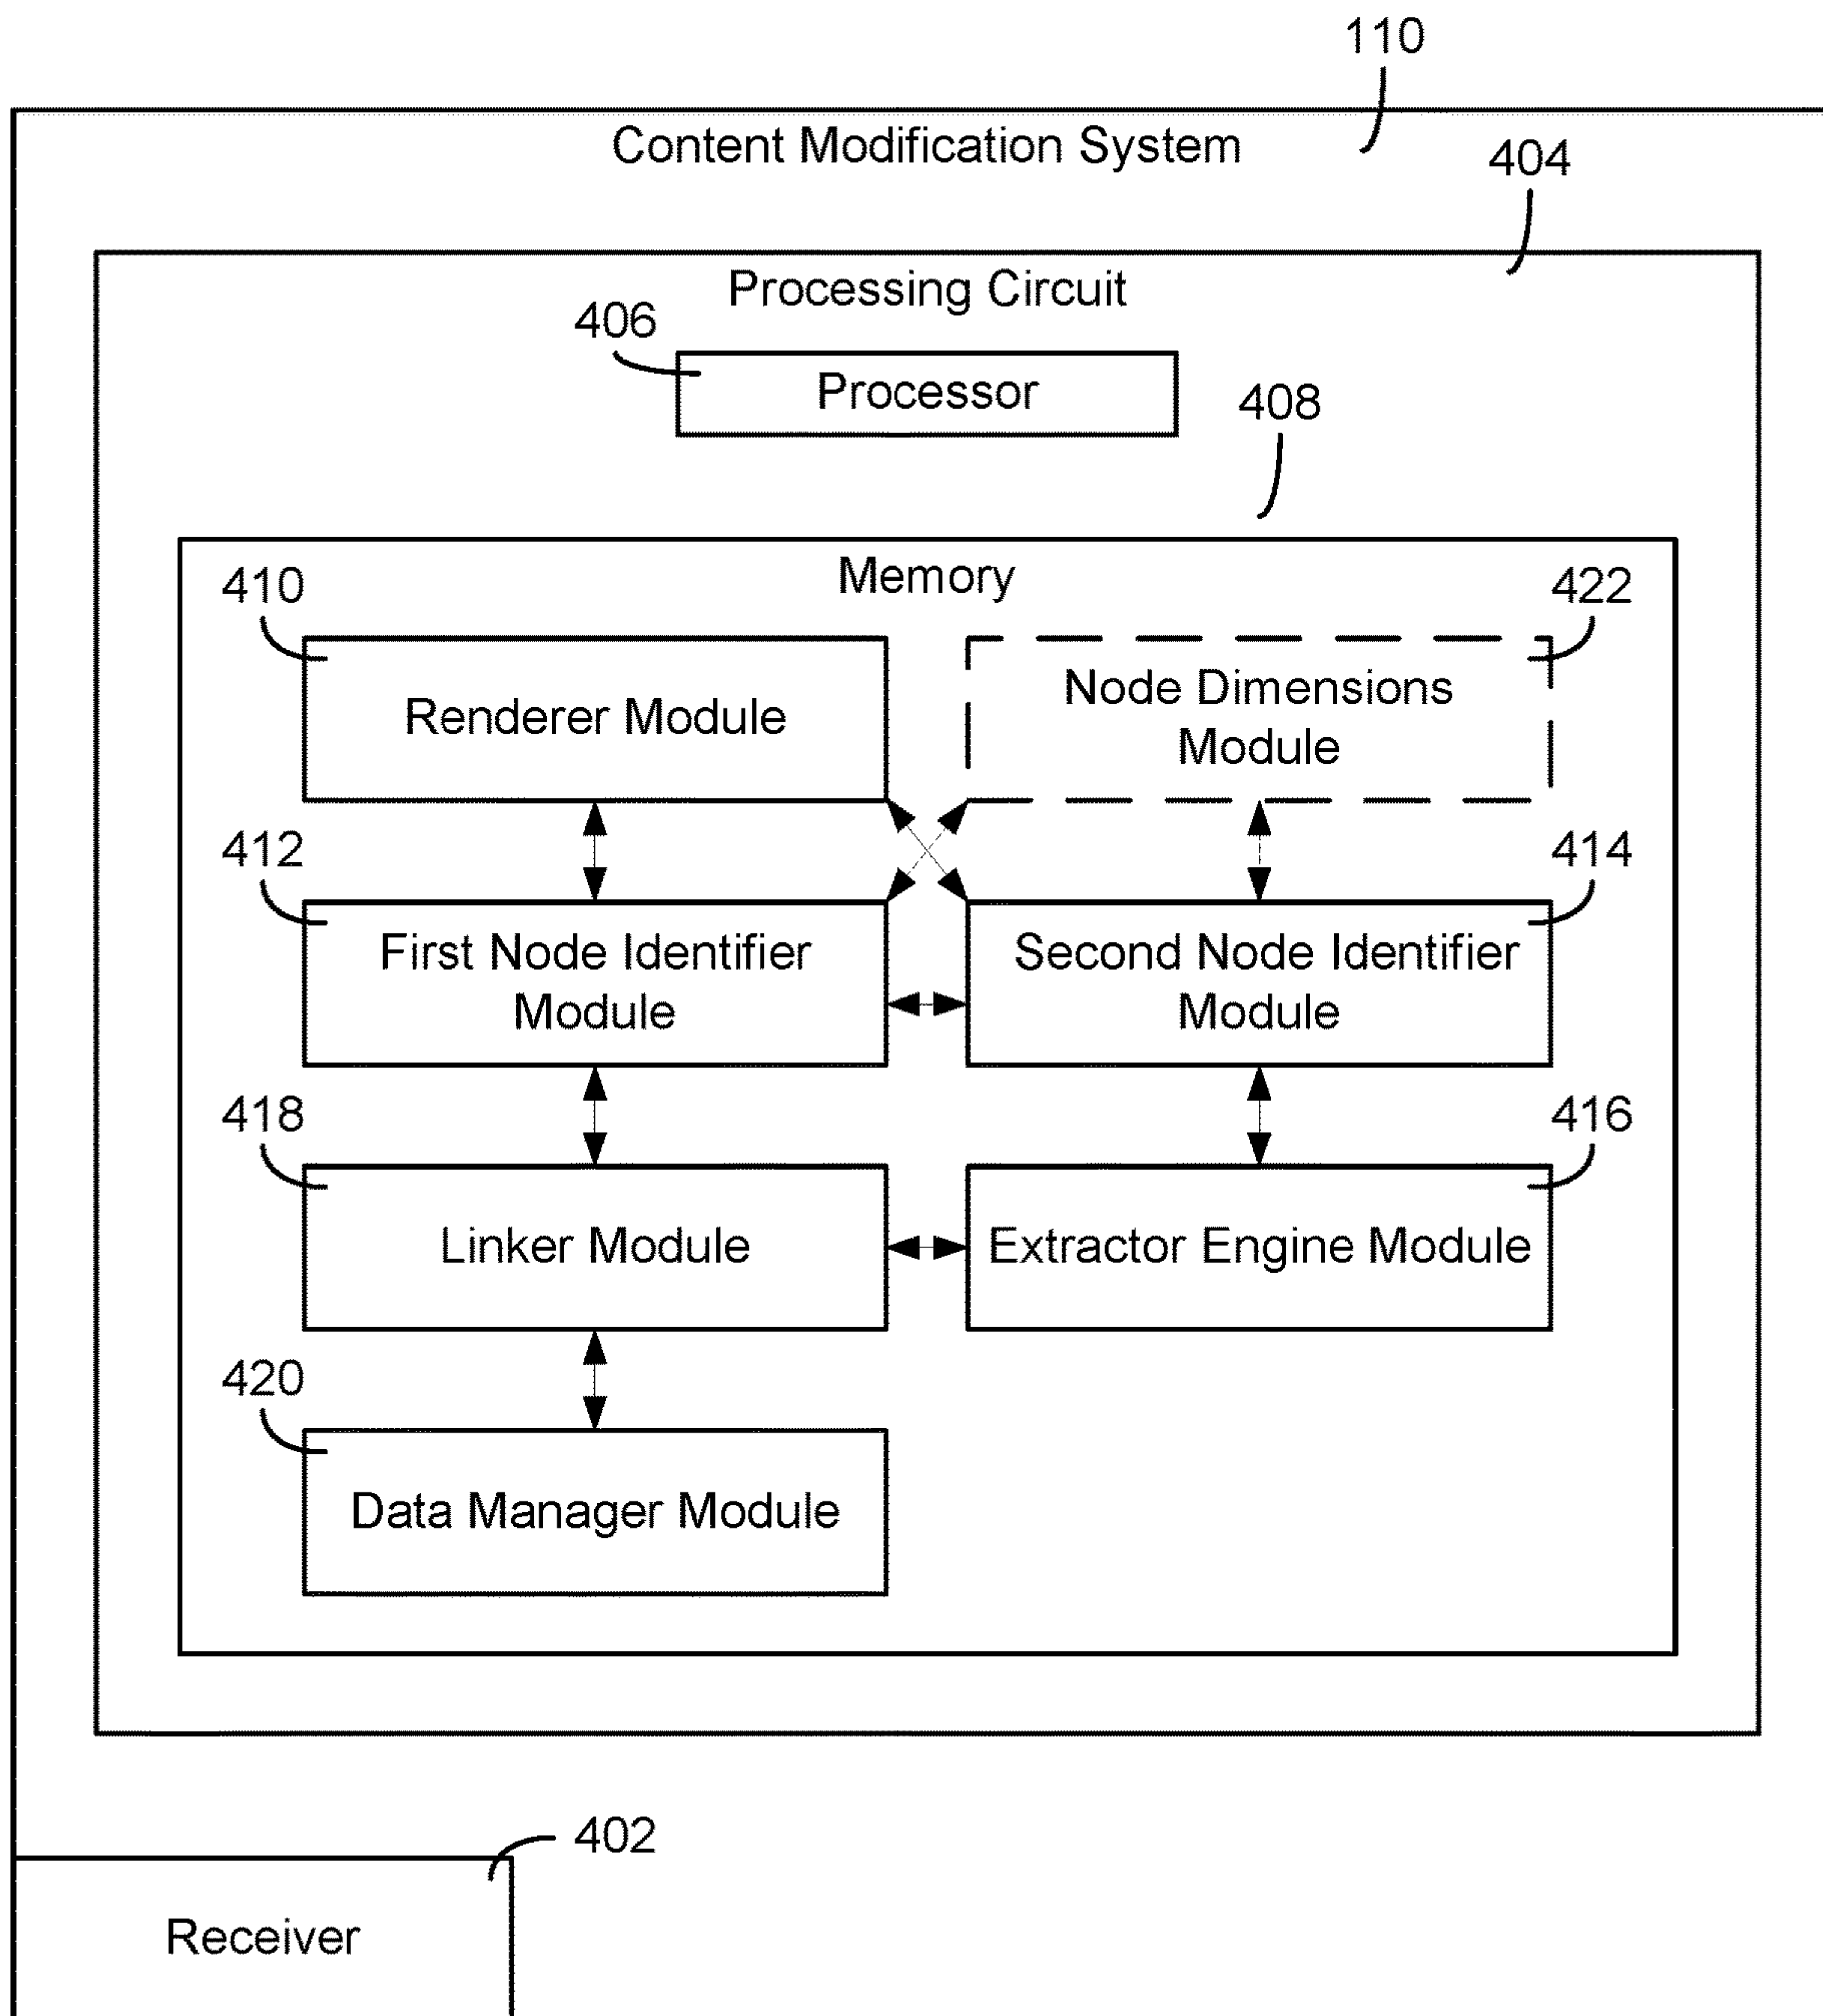 110
Content Modification System
404
Processing Circuit
406
Processor
408
Memory
410
422
Renderer Module
Node Dimensions
Module
412
414
First Node Identifier
Module
Second Node Identifier
Module
418
416
Linker Module
Extractor Engine Module
420
Data Manager Module
402
Receiver